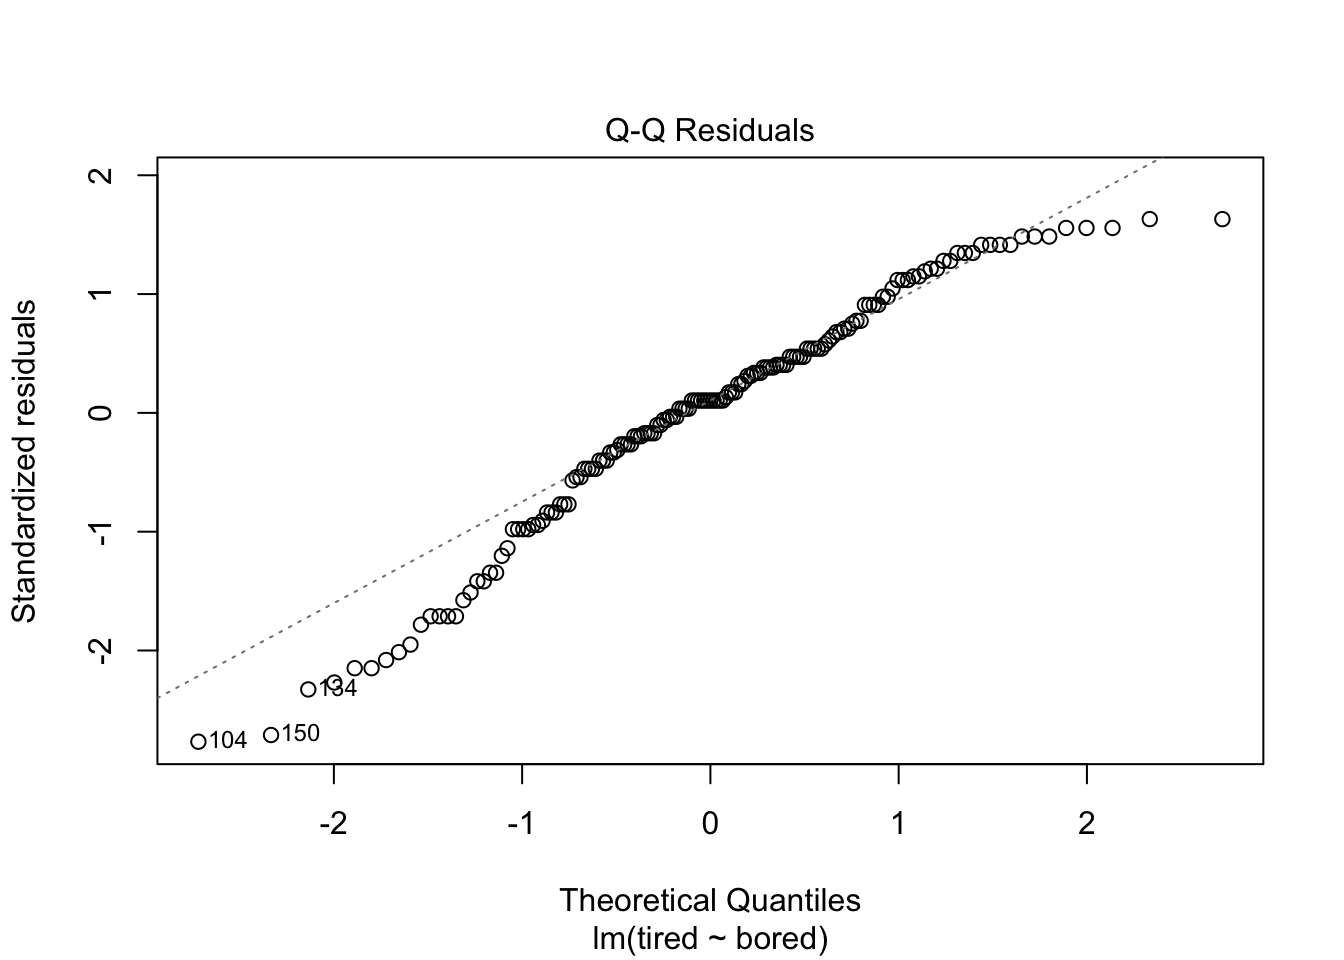 Q-Q Residuals
Standardized residuals
2
1
0
-1
-2
134
104
150
-2 -1 0 1 2
Theoretical Quantiles
lm(tired ~ bored)